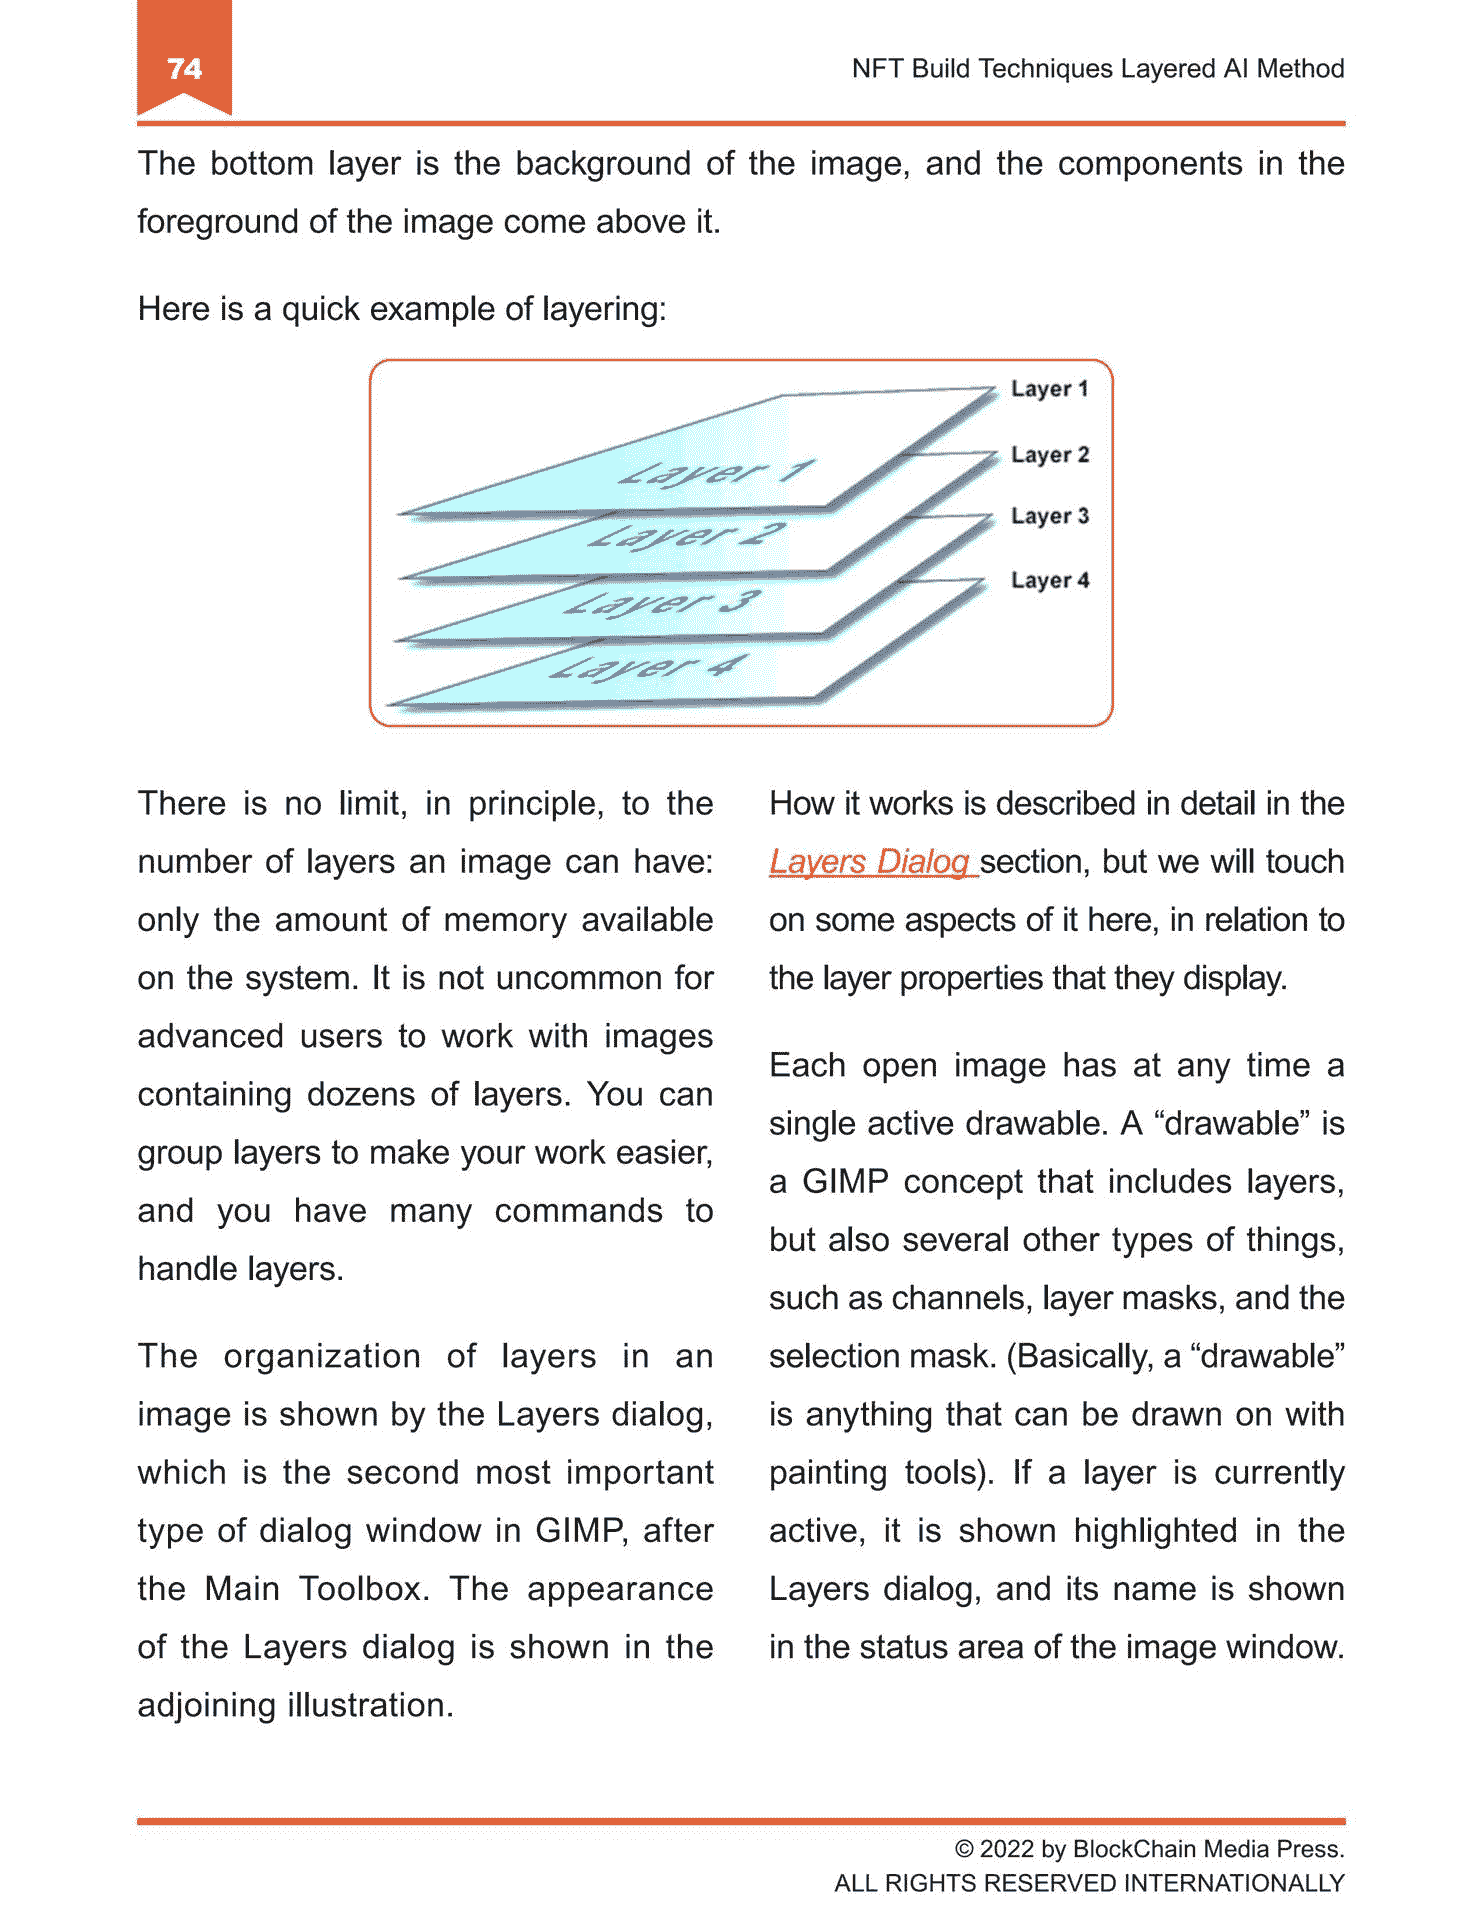 74
NFT Build Techniques Layered AI Method
The bottom layer is the background of the image, and the components in the
foreground of the image come above it.
Here is a quick example of layering:
Layer 1
Layer 2
Layer 3
Layer 4
Layer 1
Layer 2
Layer 3
Layer 4
There is no limit, in principle, to the
number of layers an image can have:
only the amount of memory available
on the system. It is not uncommon for
advanced users to work with images
containing dozens of layers. You can
group layers to make your work easier,
and you have many commands to
handle layers.
The organization of layers in an
image is shown by the Layers dialog,
which is the second most important
type of dialog window in GIMP, after
the Main Toolbox. The appearance
of the Layers dialog is shown in the
adjoining illustration.
How it works is described in detail in the
Layers Dialog section, but we will touch
on some aspects of it here, in relation to
the layer properties that they display.
Each open image has at any time a
single active drawable. A “drawable” is
a GIMP concept that includes layers,
but also several other types of things,
such as channels, layer masks, and the
selection mask. (Basically, a “drawable”
is anything that can be drawn on with
painting tools). If a layer is currently
active, it is shown highlighted in the
Layers dialog, and its name is shown
in the status area of the image window.
© 2022 by BlockChain Media Press.
ALL RIGHTS RESERVED INTERNATIONALLY